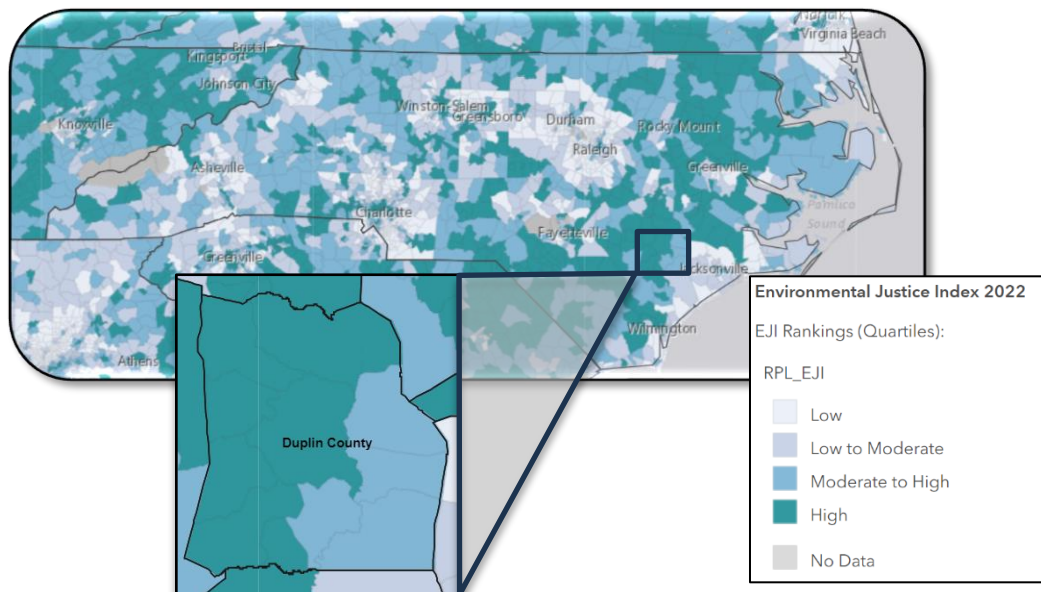 Norfolk
Virginia Beach
Bristol
Kingsport
Johnson City
Winston-Salem
Greensboro
Durham
Knoxville
Rocky Mount
Raleigh
Asheville
Greenville
Pamlico
Sound
Charlotte
Fayetteville
Greenville
Jacksonville
Wilmington
Athens
Duplin County
Environmental Justice Index 2022
EJI Rankings (Quartiles):
RPL_EJI
Low
Low to Moderate
Moderate to High
High
No Data